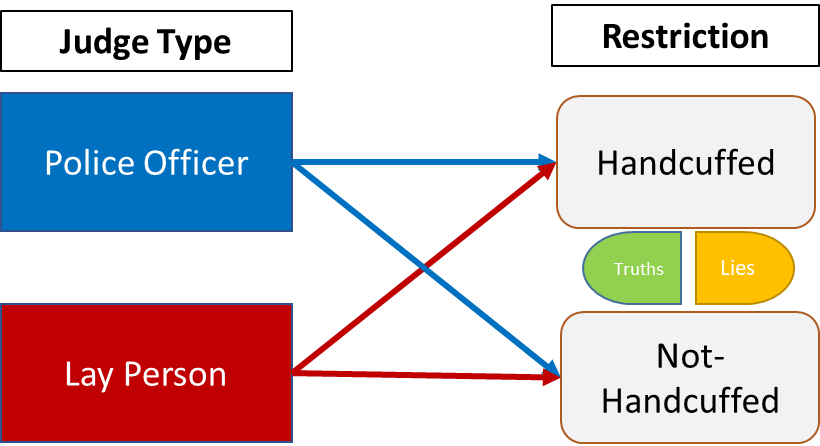 Judge Type
Restriction
Police Officer
Handcuffed
Truths
Lies
Lay Person
Not-
Handcuffed